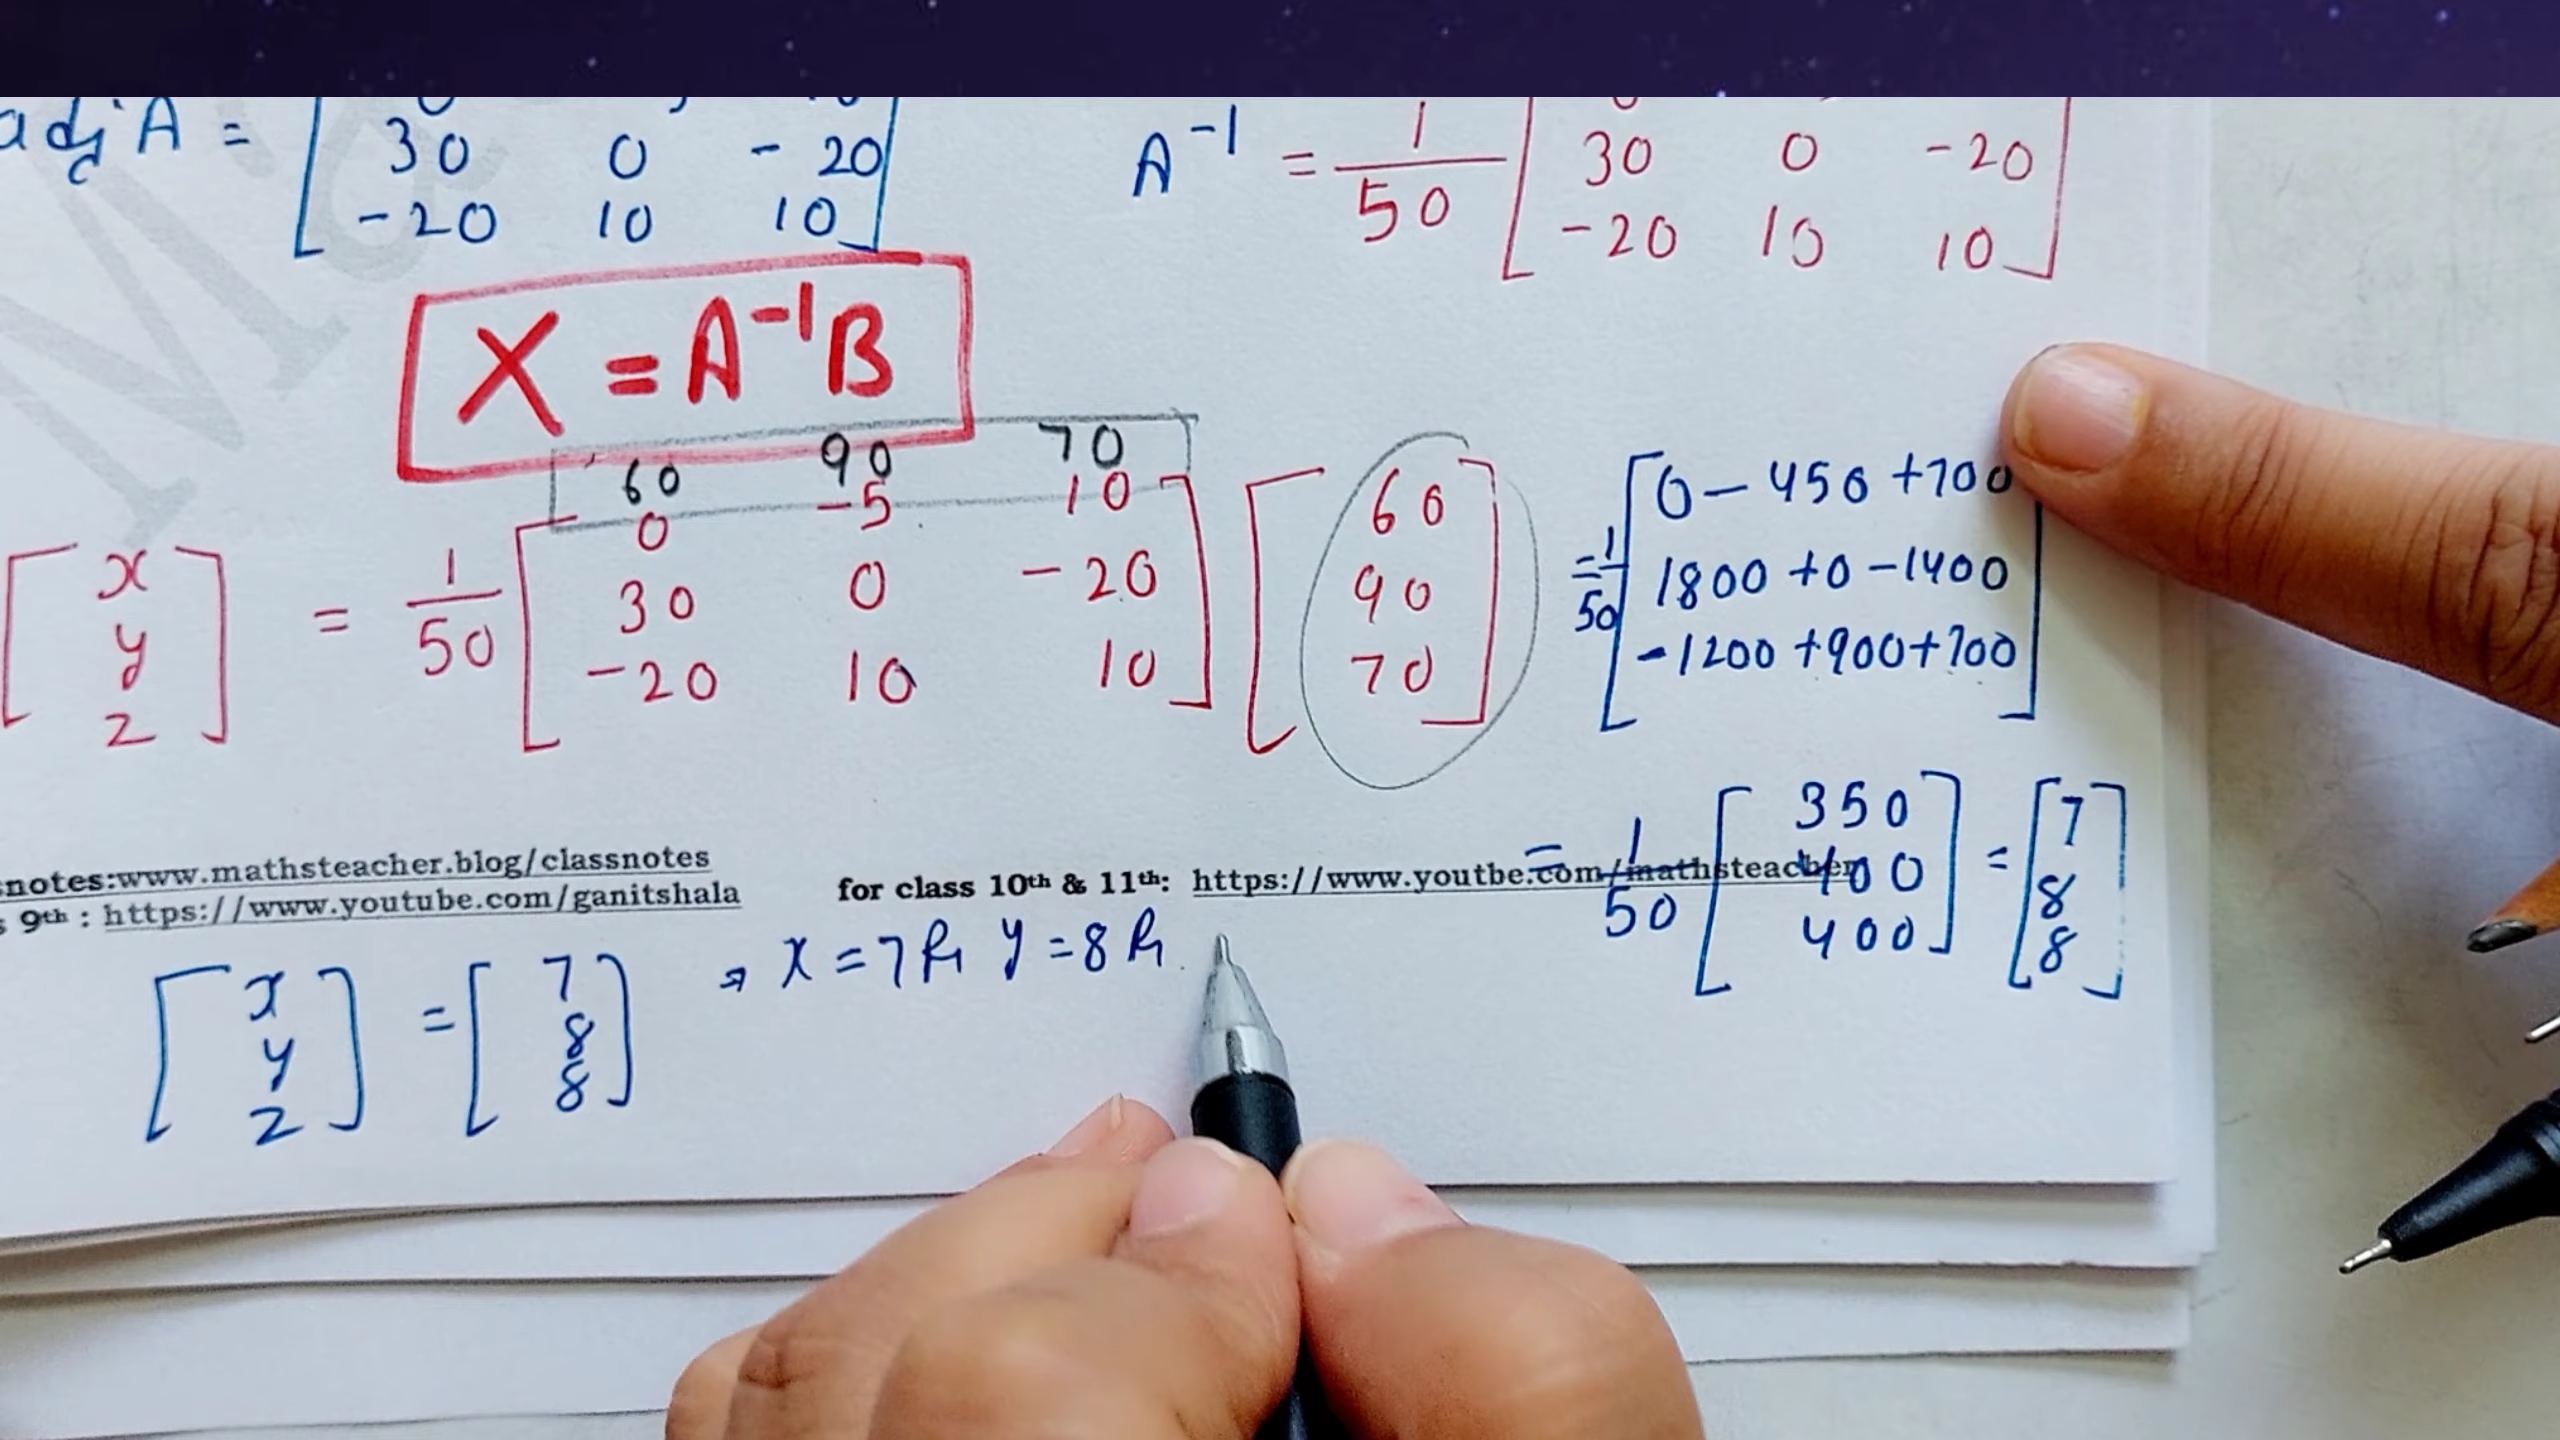 adj A = [
30 0 - 20
-20 10 10 ]
A⁻¹ = 1/50 [
30 0 -20
-20 10 10 ]
X = A⁻¹B
60 90 70
[ x y z ] = 1/50 [
0 -5 10
30 0 - 20
-20 10 10 ]
[ 60
90
70 ]
= 1/50 [ 0 - 450 + 700
1800 + 0 - 1400
-1200 + 900 + 700 ]
= 1/50 [ 350
400
400 ] = [ 7
8
8 ]
notes:www.mathsteacher.blog/classnotes
9th : https://www.youtube.com/ganitshala
for class 10th & 11th: https://www.youtbe.com/mathsteacher
[ x
y
z ] = [ 7
8
8 ]
⇒ x = 7 R, y = 8 R